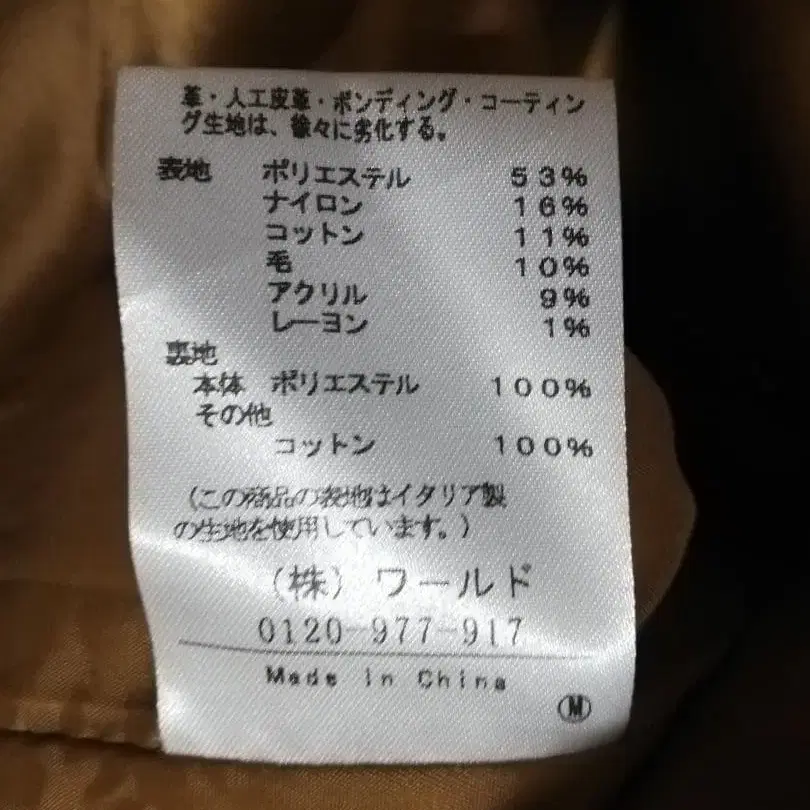 革・人工皮革・ボンディング・コーティン
グ生地は、徐々に劣化する。
表地 ポリエステル 53%
ナイロン 16%
コットン 11%
毛 10%
アクリル 9%
レーヨン 1%
裏地
本体 ポリエステル 100%
その他
コットン 100%
(この商品の表地はイタリア製
の生地を使用しています。)
(株) ワールド
0120-977-917
Made in China
Ⓜ